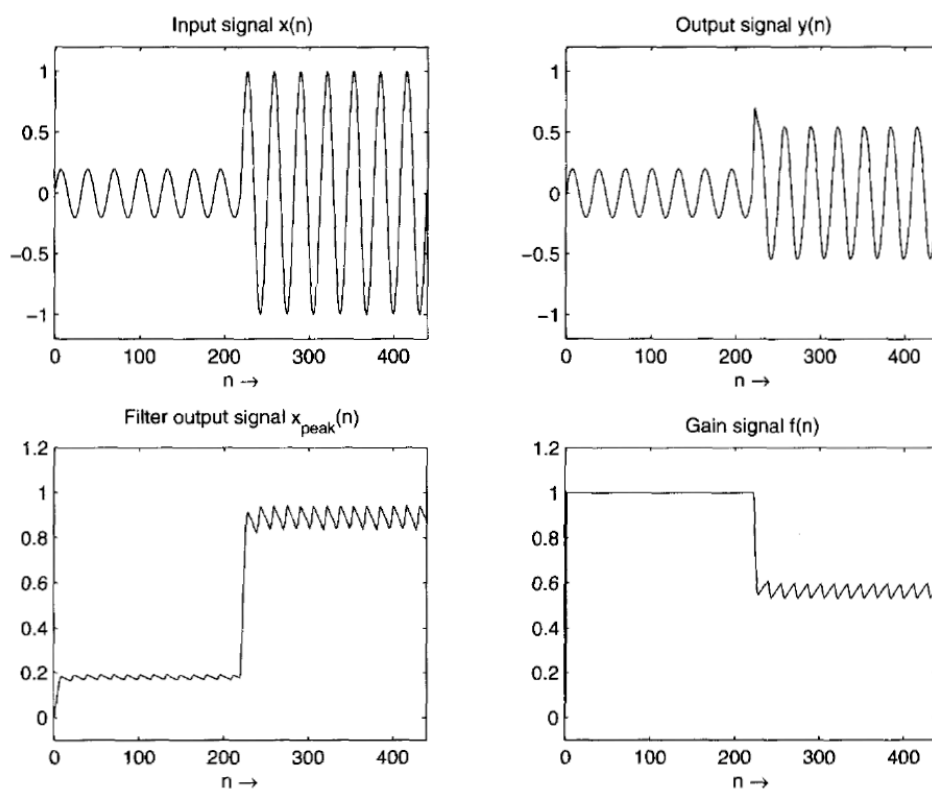 Input signal x(n)
1
0.5
0
−0.5
−1
0 100 200 300 400
n →
Output signal y(n)
1
0.5
0
−0.5
−1
0 100 200 300 400
n →
Filter output signal x_peak(n)
1.2
1
0.8
0.6
0.4
0.2
0
0 100 200 300 400
n →
Gain signal f(n)
1.2
1
0.8
0.6
0.4
0.2
0
0 100 200 300 400
n →